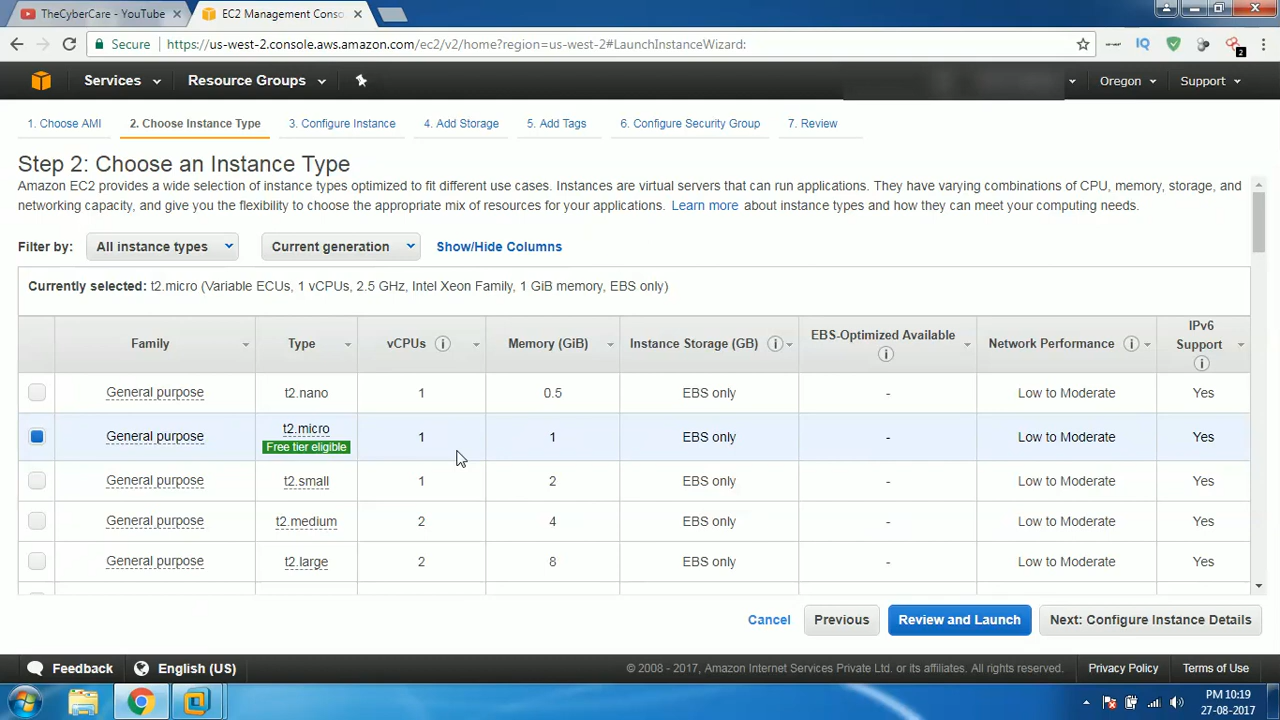 TheCyberCare - YouTube
EC2 Management Conso
Secure
https://us-west-2.console.aws.amazon.com/ec2/v2/home?region=us-west-2#LaunchInstanceWizard:
IQ
2
Services
Resource Groups
Oregon
Support
1. Choose AMI
2. Choose Instance Type
3. Configure Instance
4. Add Storage
5. Add Tags
6. Configure Security Group
7. Review
Step 2: Choose an Instance Type
Amazon EC2 provides a wide selection of instance types optimized to fit different use cases. Instances are virtual servers that can run applications. They have varying combinations of CPU, memory, storage, and
networking capacity, and give you the flexibility to choose the appropriate mix of resources for your applications. Learn more about instance types and how they can meet your computing needs.
Filter by: All instance types Current generation Show/Hide Columns
Currently selected: t2.micro (Variable ECUs, 1 vCPUs, 2.5 GHz, Intel Xeon Family, 1 GiB memory, EBS only)
Family Type vCPUs Memory (GiB) Instance Storage (GB) EBS-Optimized Available Network Performance IPv6 Support
General purpose t2.nano 1 0.5 EBS only - Low to Moderate Yes
General purpose t2.micro 1 1 EBS only - Low to Moderate Yes
Free tier eligible
General purpose t2.small 1 2 EBS only - Low to Moderate Yes
General purpose t2.medium 2 4 EBS only - Low to Moderate Yes
General purpose t2.large 2 8 EBS only - Low to Moderate Yes
Cancel Previous Review and Launch Next: Configure Instance Details
Feedback English (US) © 2008 - 2017, Amazon Internet Services Private Ltd. or its affiliates. All rights reserved. Privacy Policy Terms of Use
PM 10:19
27-08-2017